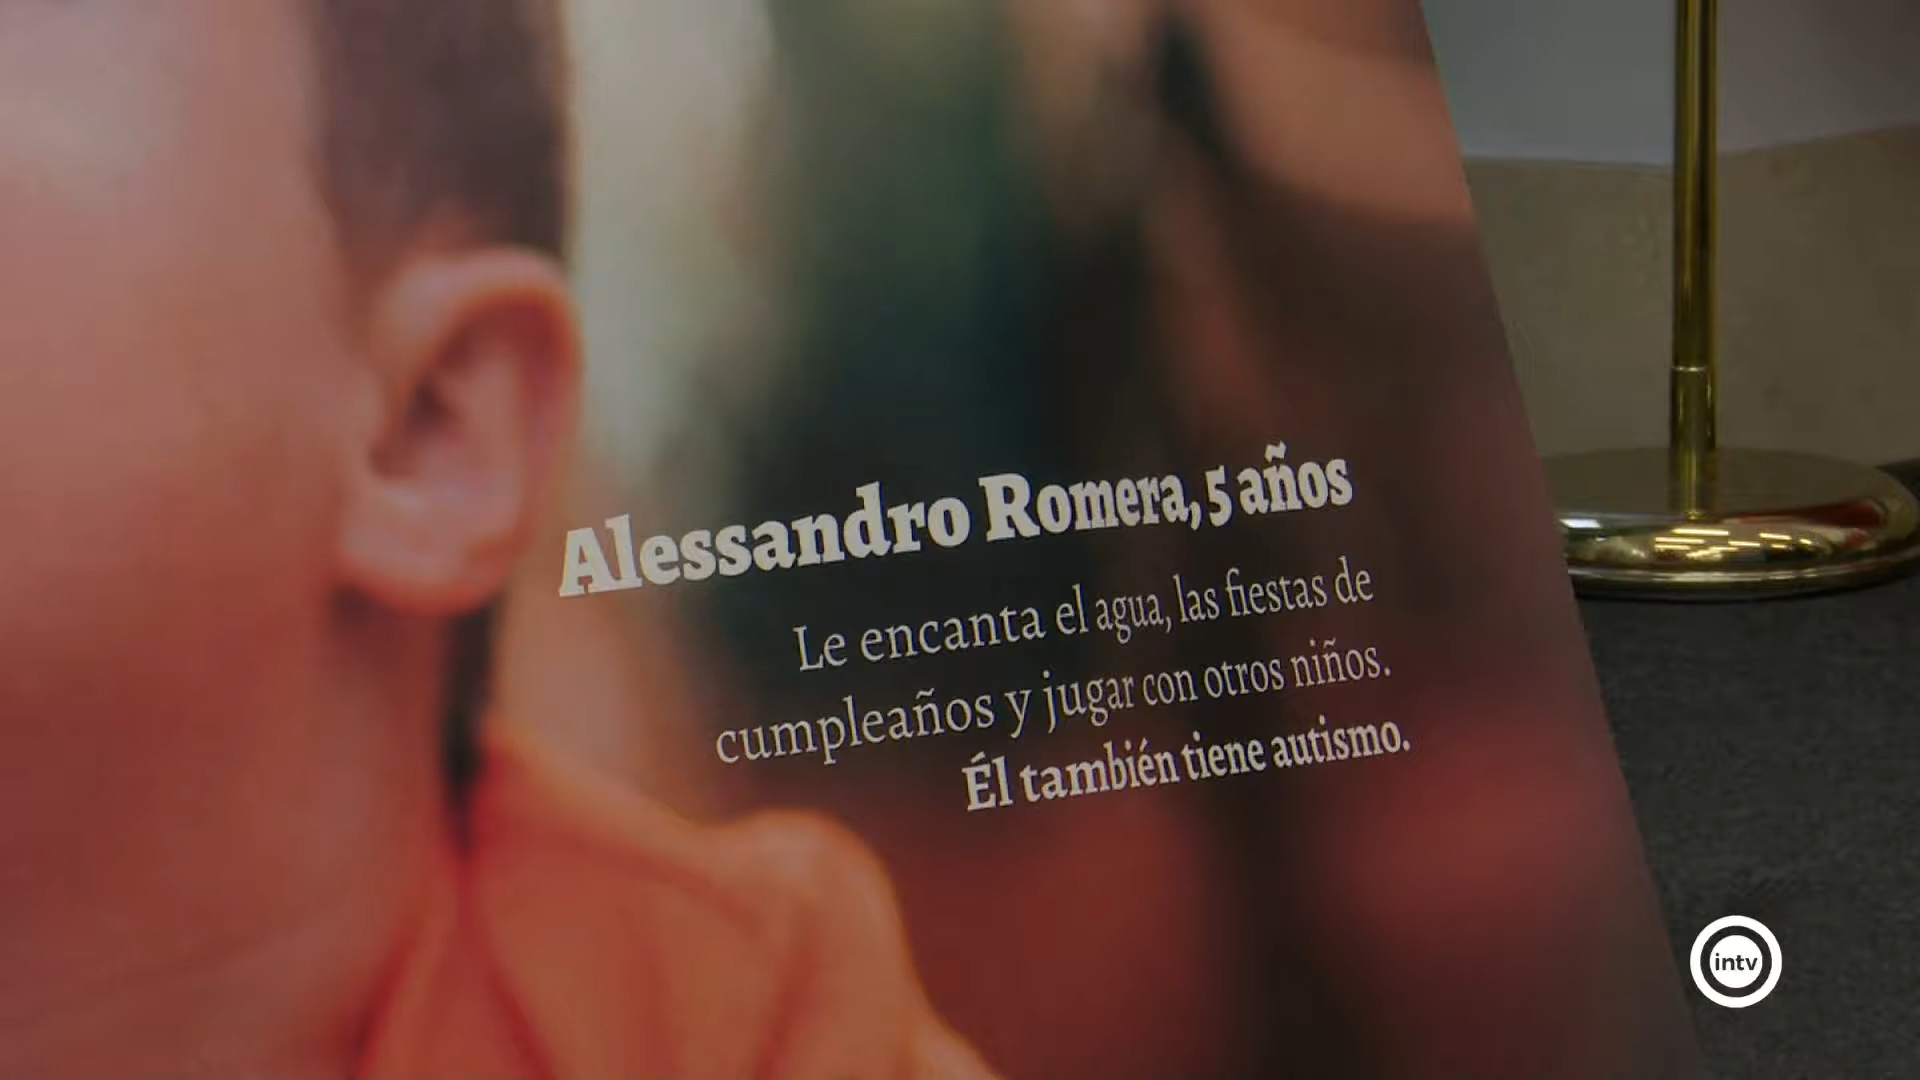 Alessandro Romera, 5 años
Le encanta el agua, las fiestas de
cumpleaños y jugar con otros niños.
Él también tiene autismo.
intv